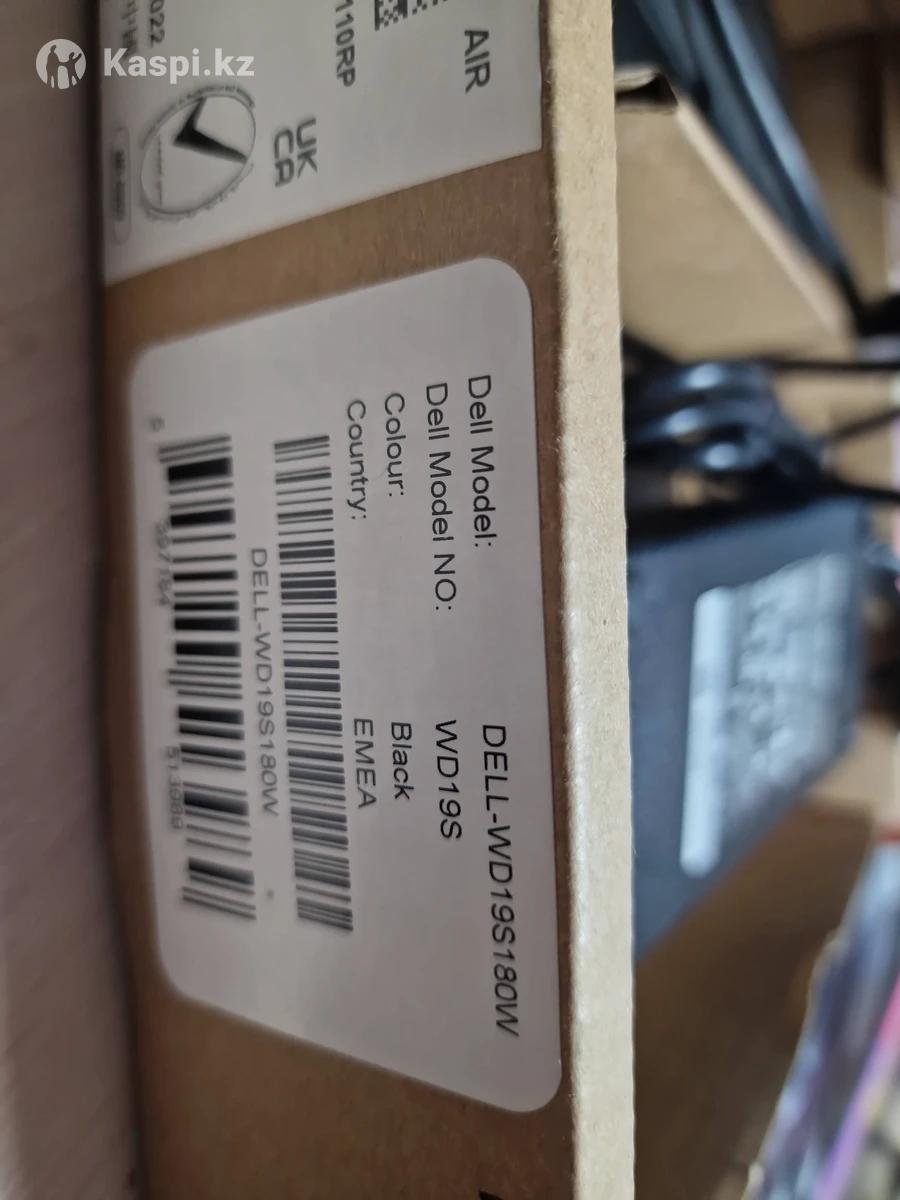 Kaspi.kz
AIR
110RP
022
UK
CA
Dell Model: DELL-WD19S180W
Dell Model NO: WD19S
Colour: Black
Country: EMEA
DELL-WD19S180W